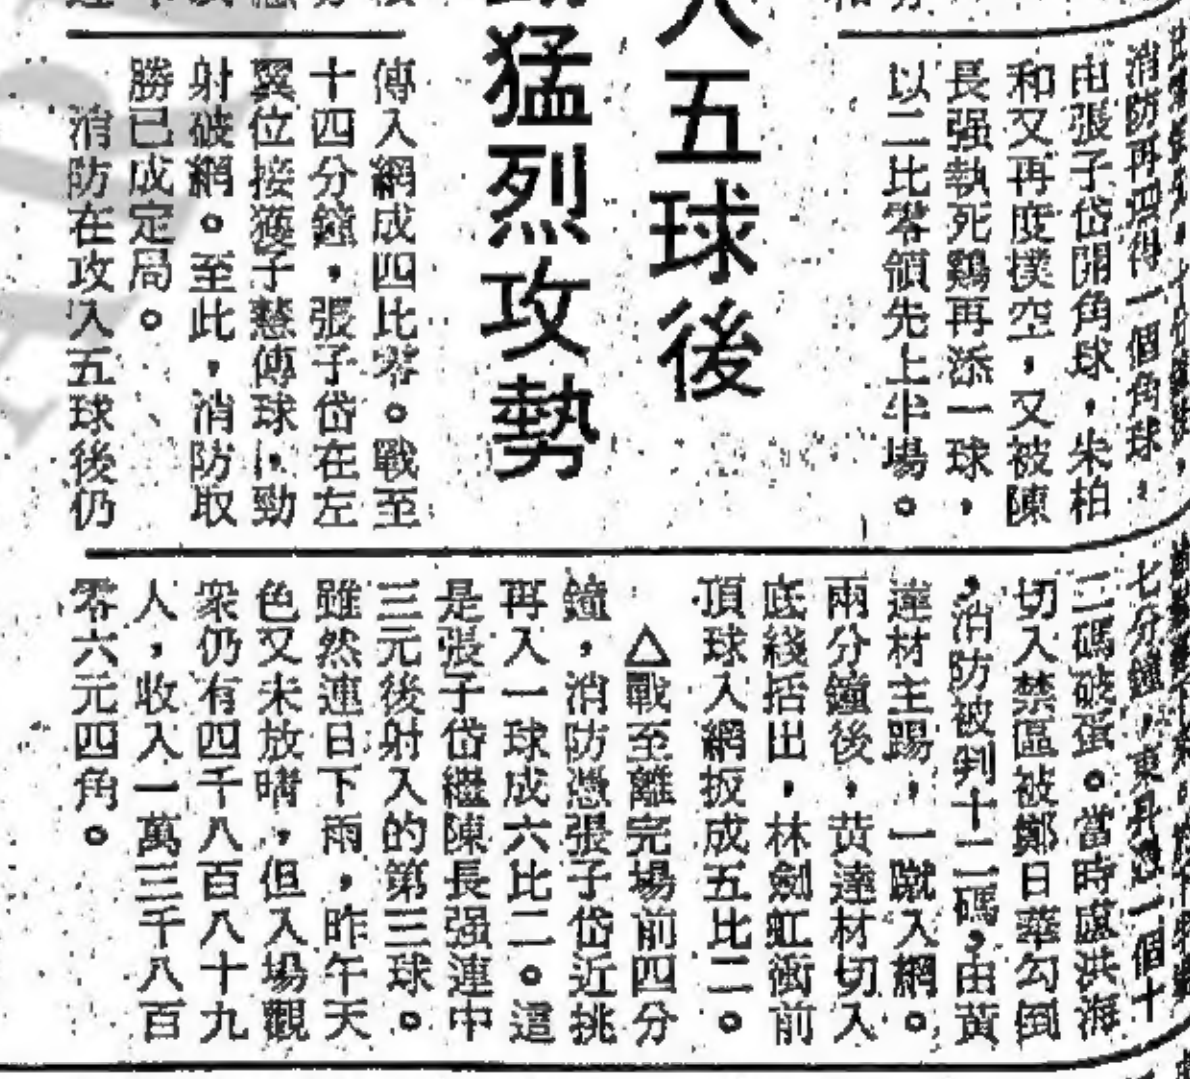 消防再獲得一個角球，
由張子岱開角球，朱柏
和又再度撲空，又被陳
長强執死鷄再添一球，
以二比零領先上半場。
入五球後
猛烈攻勢
傳入網成四比零。戰至
十四分鐘，張子岱在左
翼位接獲子慧傳球，勁
射破網。至此，消防取
勝已成定局。
消防在攻入五球後仍
七分鐘，東昇憑一個十
二碼破蛋。當時盧洪海
切入禁區被鄭日華勾倒
，消防被判十二碼，由黃
達材主踢，一蹴入網。
兩分鐘後，黃達材切入
底綫括出，林劍虹衝前
頂球入網扳成五比二。
△戰至離完場前四分
鐘，消防憑張子岱近挑
再入一球成六比二。這
是張子岱繼陳長强連中
三元後射入的第三球。
雖然連日下雨，昨午天
色又未放晴，但入場觀
衆仍有四千八百八十九
人，收入一萬三千八百
零六元四角。